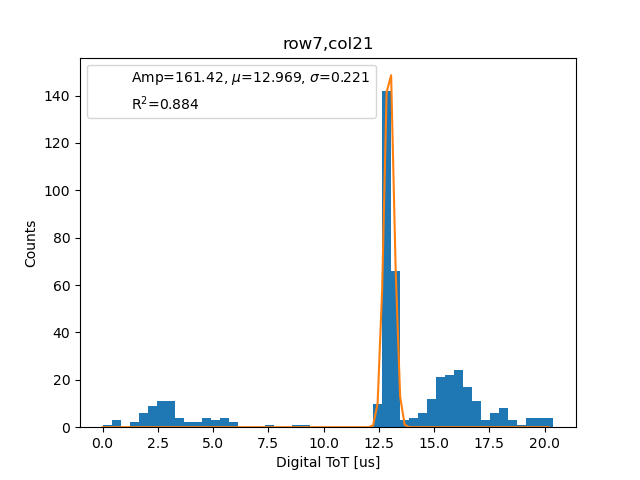 row7,col21
Amp=161.42, μ=12.969, σ=0.221
R²=0.884
140
120
100
80
60
40
20
0
Counts
0.0 2.5 5.0 7.5 10.0 12.5 15.0 17.5 20.0
Digital ToT [us]